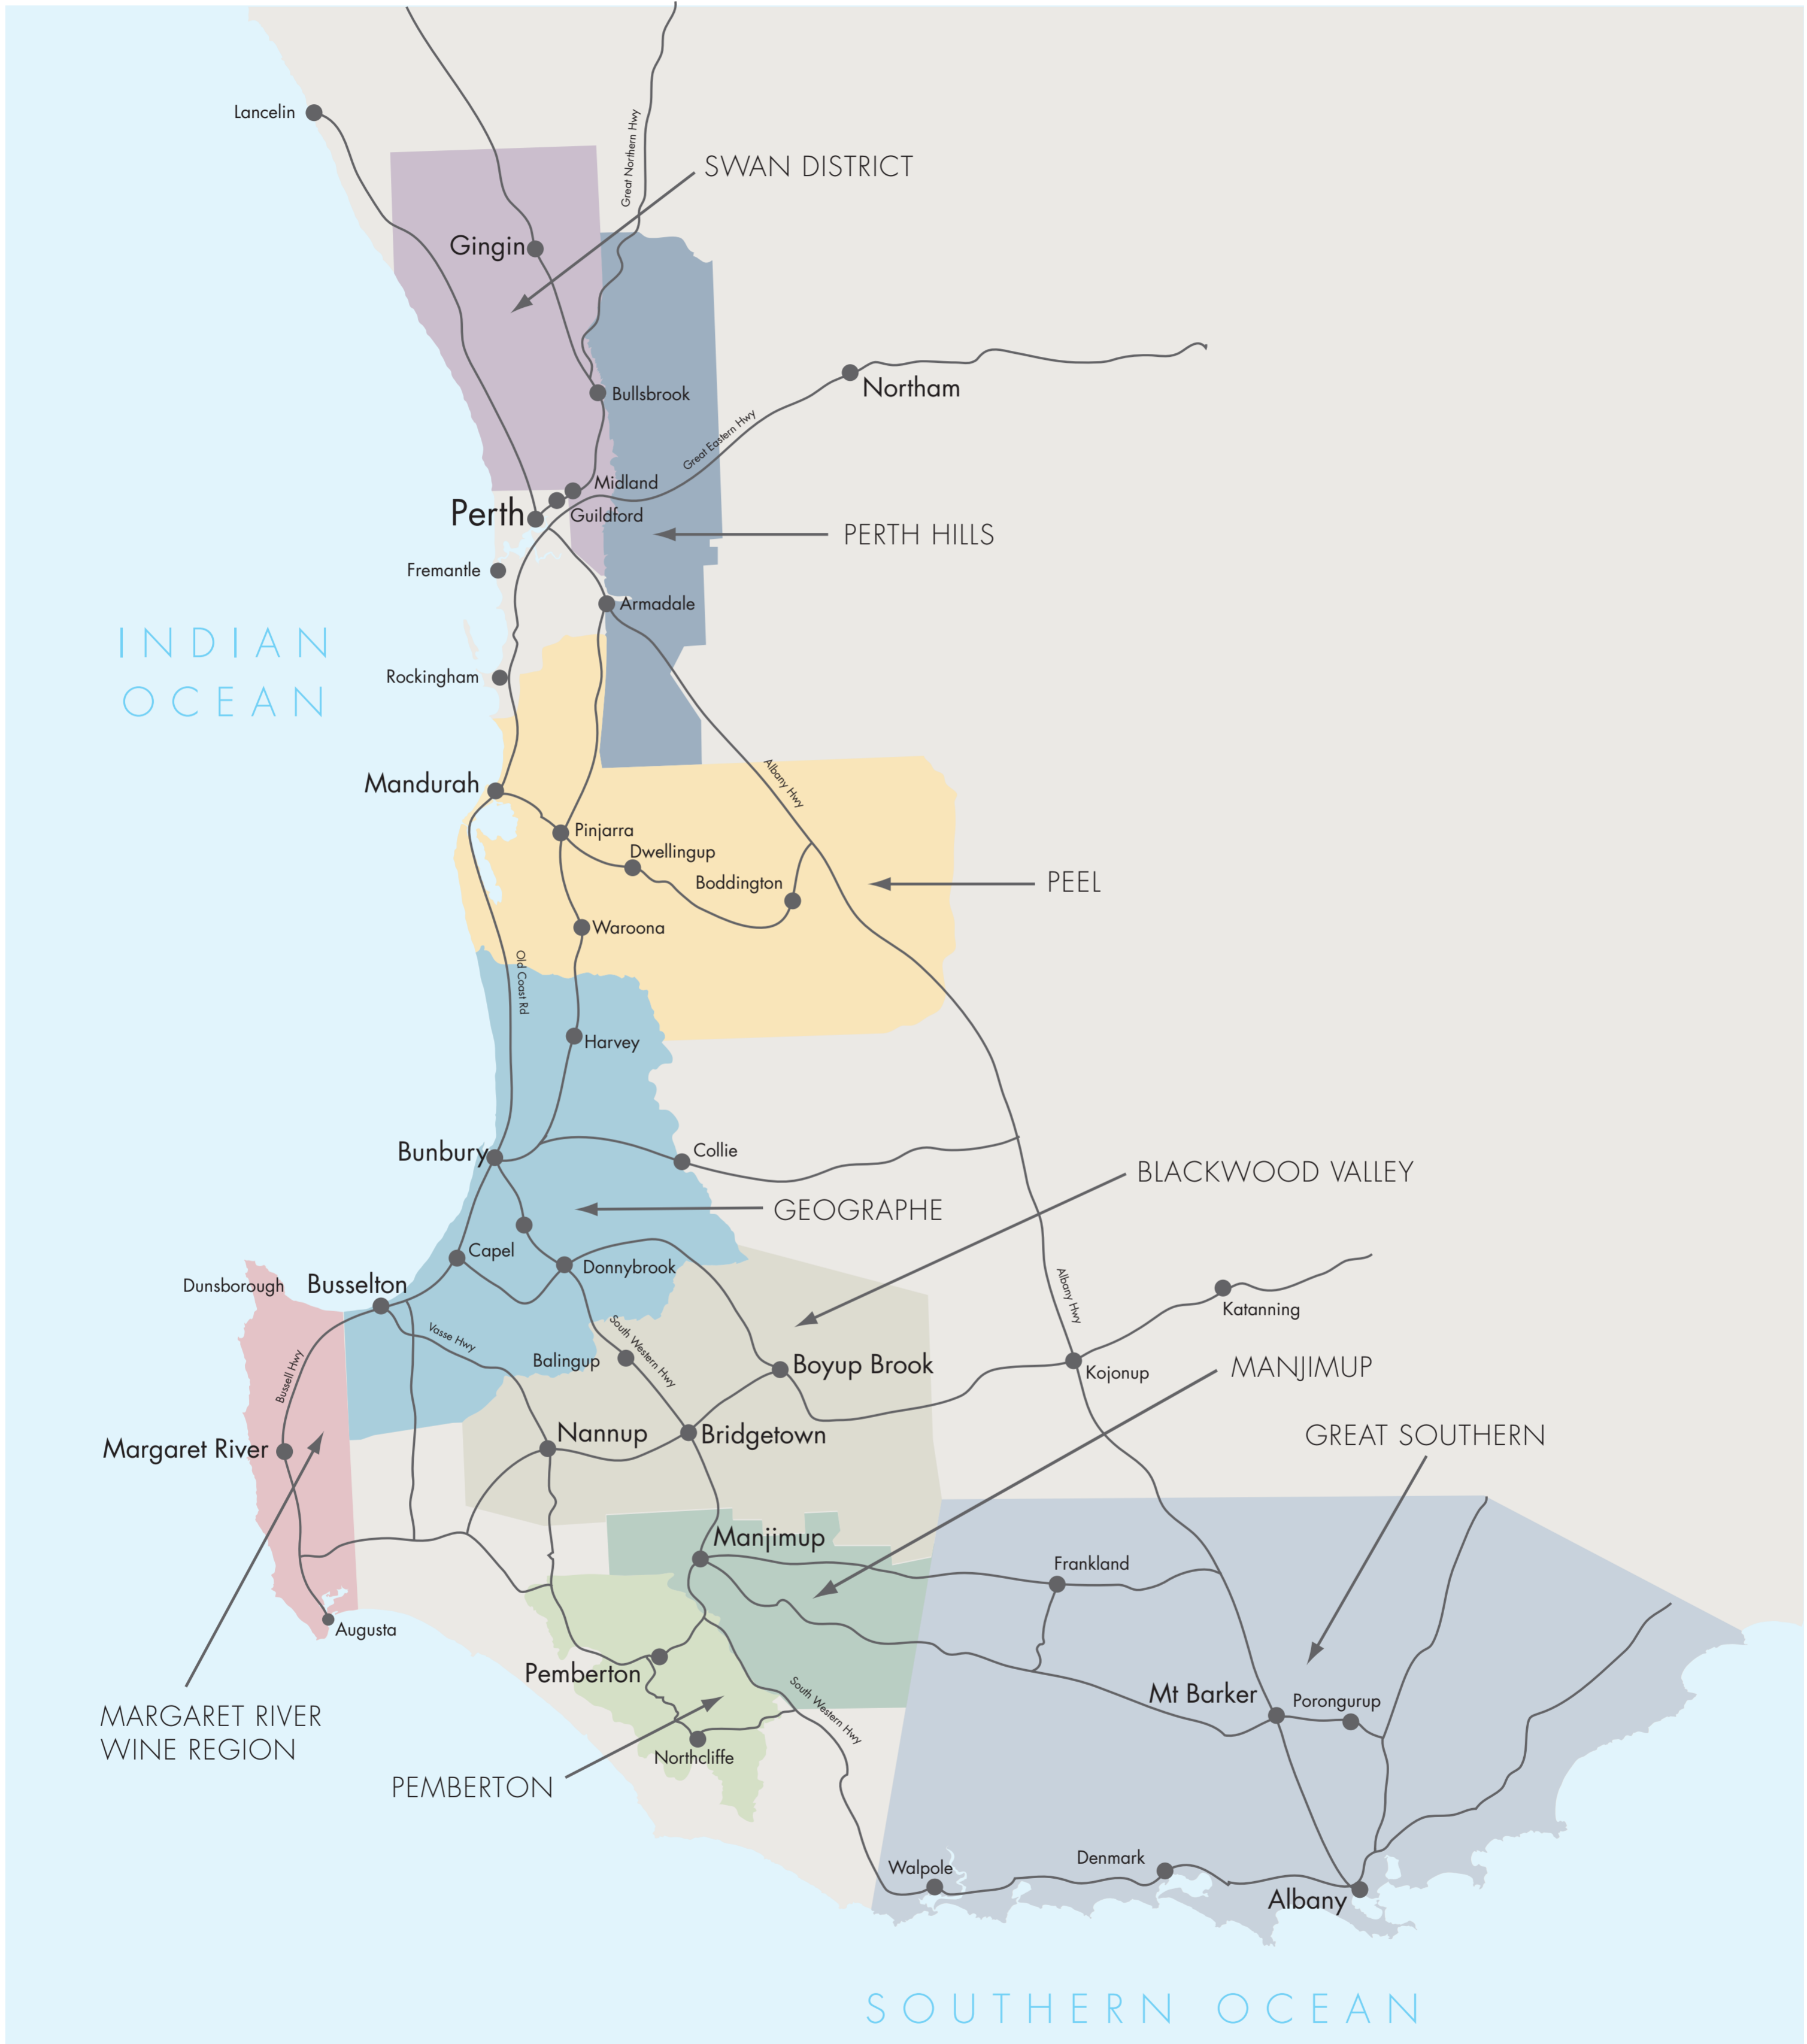 Lancelin
Great Northern Hwy
SWAN DISTRICT
Gingin
Northam
Bullsbrook
Great Eastern Hwy
Midland
Perth
Guildford
PERTH HILLS
Fremantle
Armadale
INDIAN
OCEAN
Rockingham
Mandurah
Albany Hwy
Pinjarra
Dwellingup
Boddington
PEEL
Waroona
Old Coast Rd
Harvey
Bunbury
Collie
BLACKWOOD VALLEY
GEOGRAPHE
Capel
Donnybrook
Dunsborough
Busselton
Albany Hwy
Katanning
Vasse Hwy
South Western Hwy
Balingup
Boyup Brook
Kojonup
MANJIMUP
Bussell Hwy
Nannup
Bridgetown
GREAT SOUTHERN
Margaret River
Manjimup
Frankland
Augusta
Pemberton
South Western Hwy
Mt Barker
Porongurup
MARGARET RIVER
WINE REGION
Northcliffe
PEMBERTON
Walpole
Denmark
Albany
SOUTHERN OCEAN